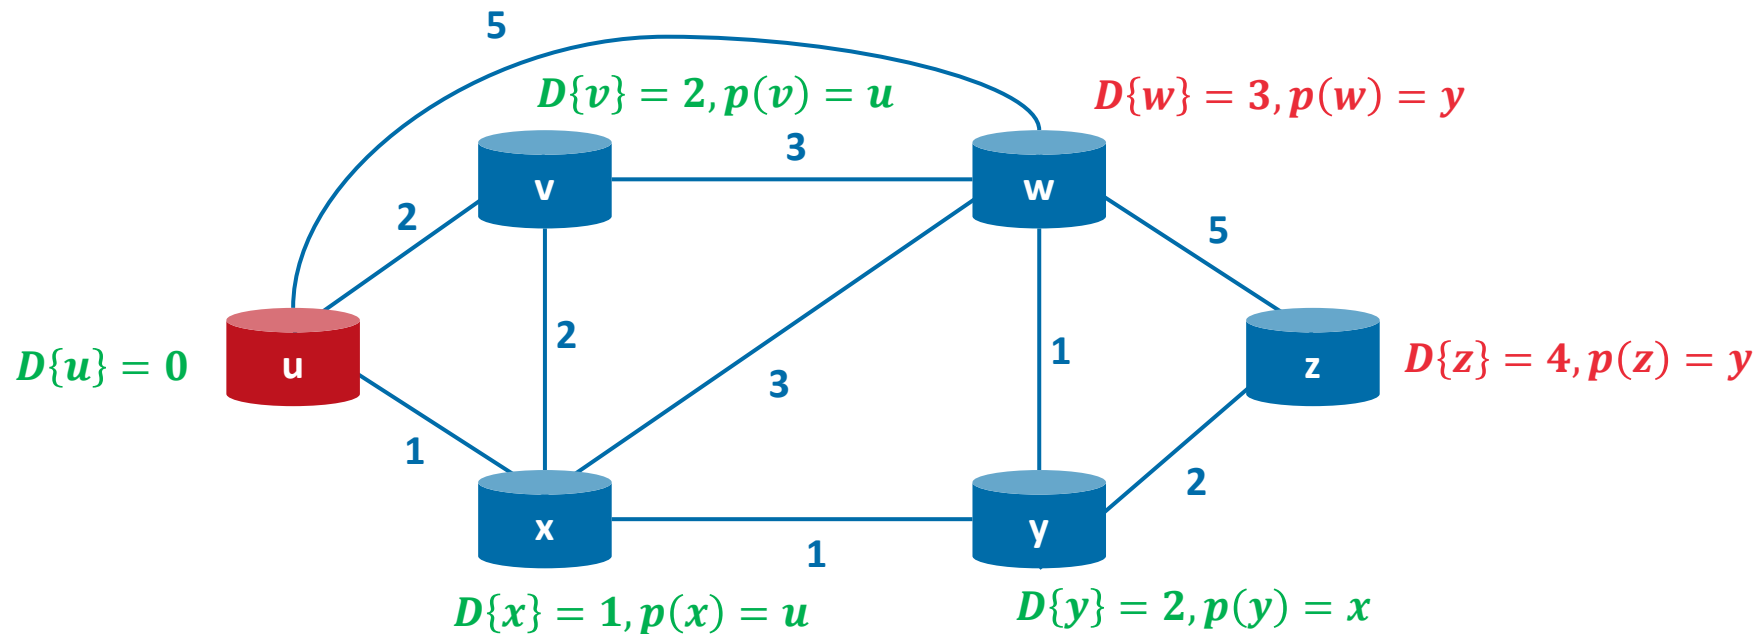 5
D{v} = 2, p(v) = u
D{w} = 3, p(w) = y
3
v
w
2
5
2
1
D{u} = 0
u
3
z
D{z} = 4, p(z) = y
1
2
x
y
1
D{x} = 1, p(x) = u
D{y} = 2, p(y) = x